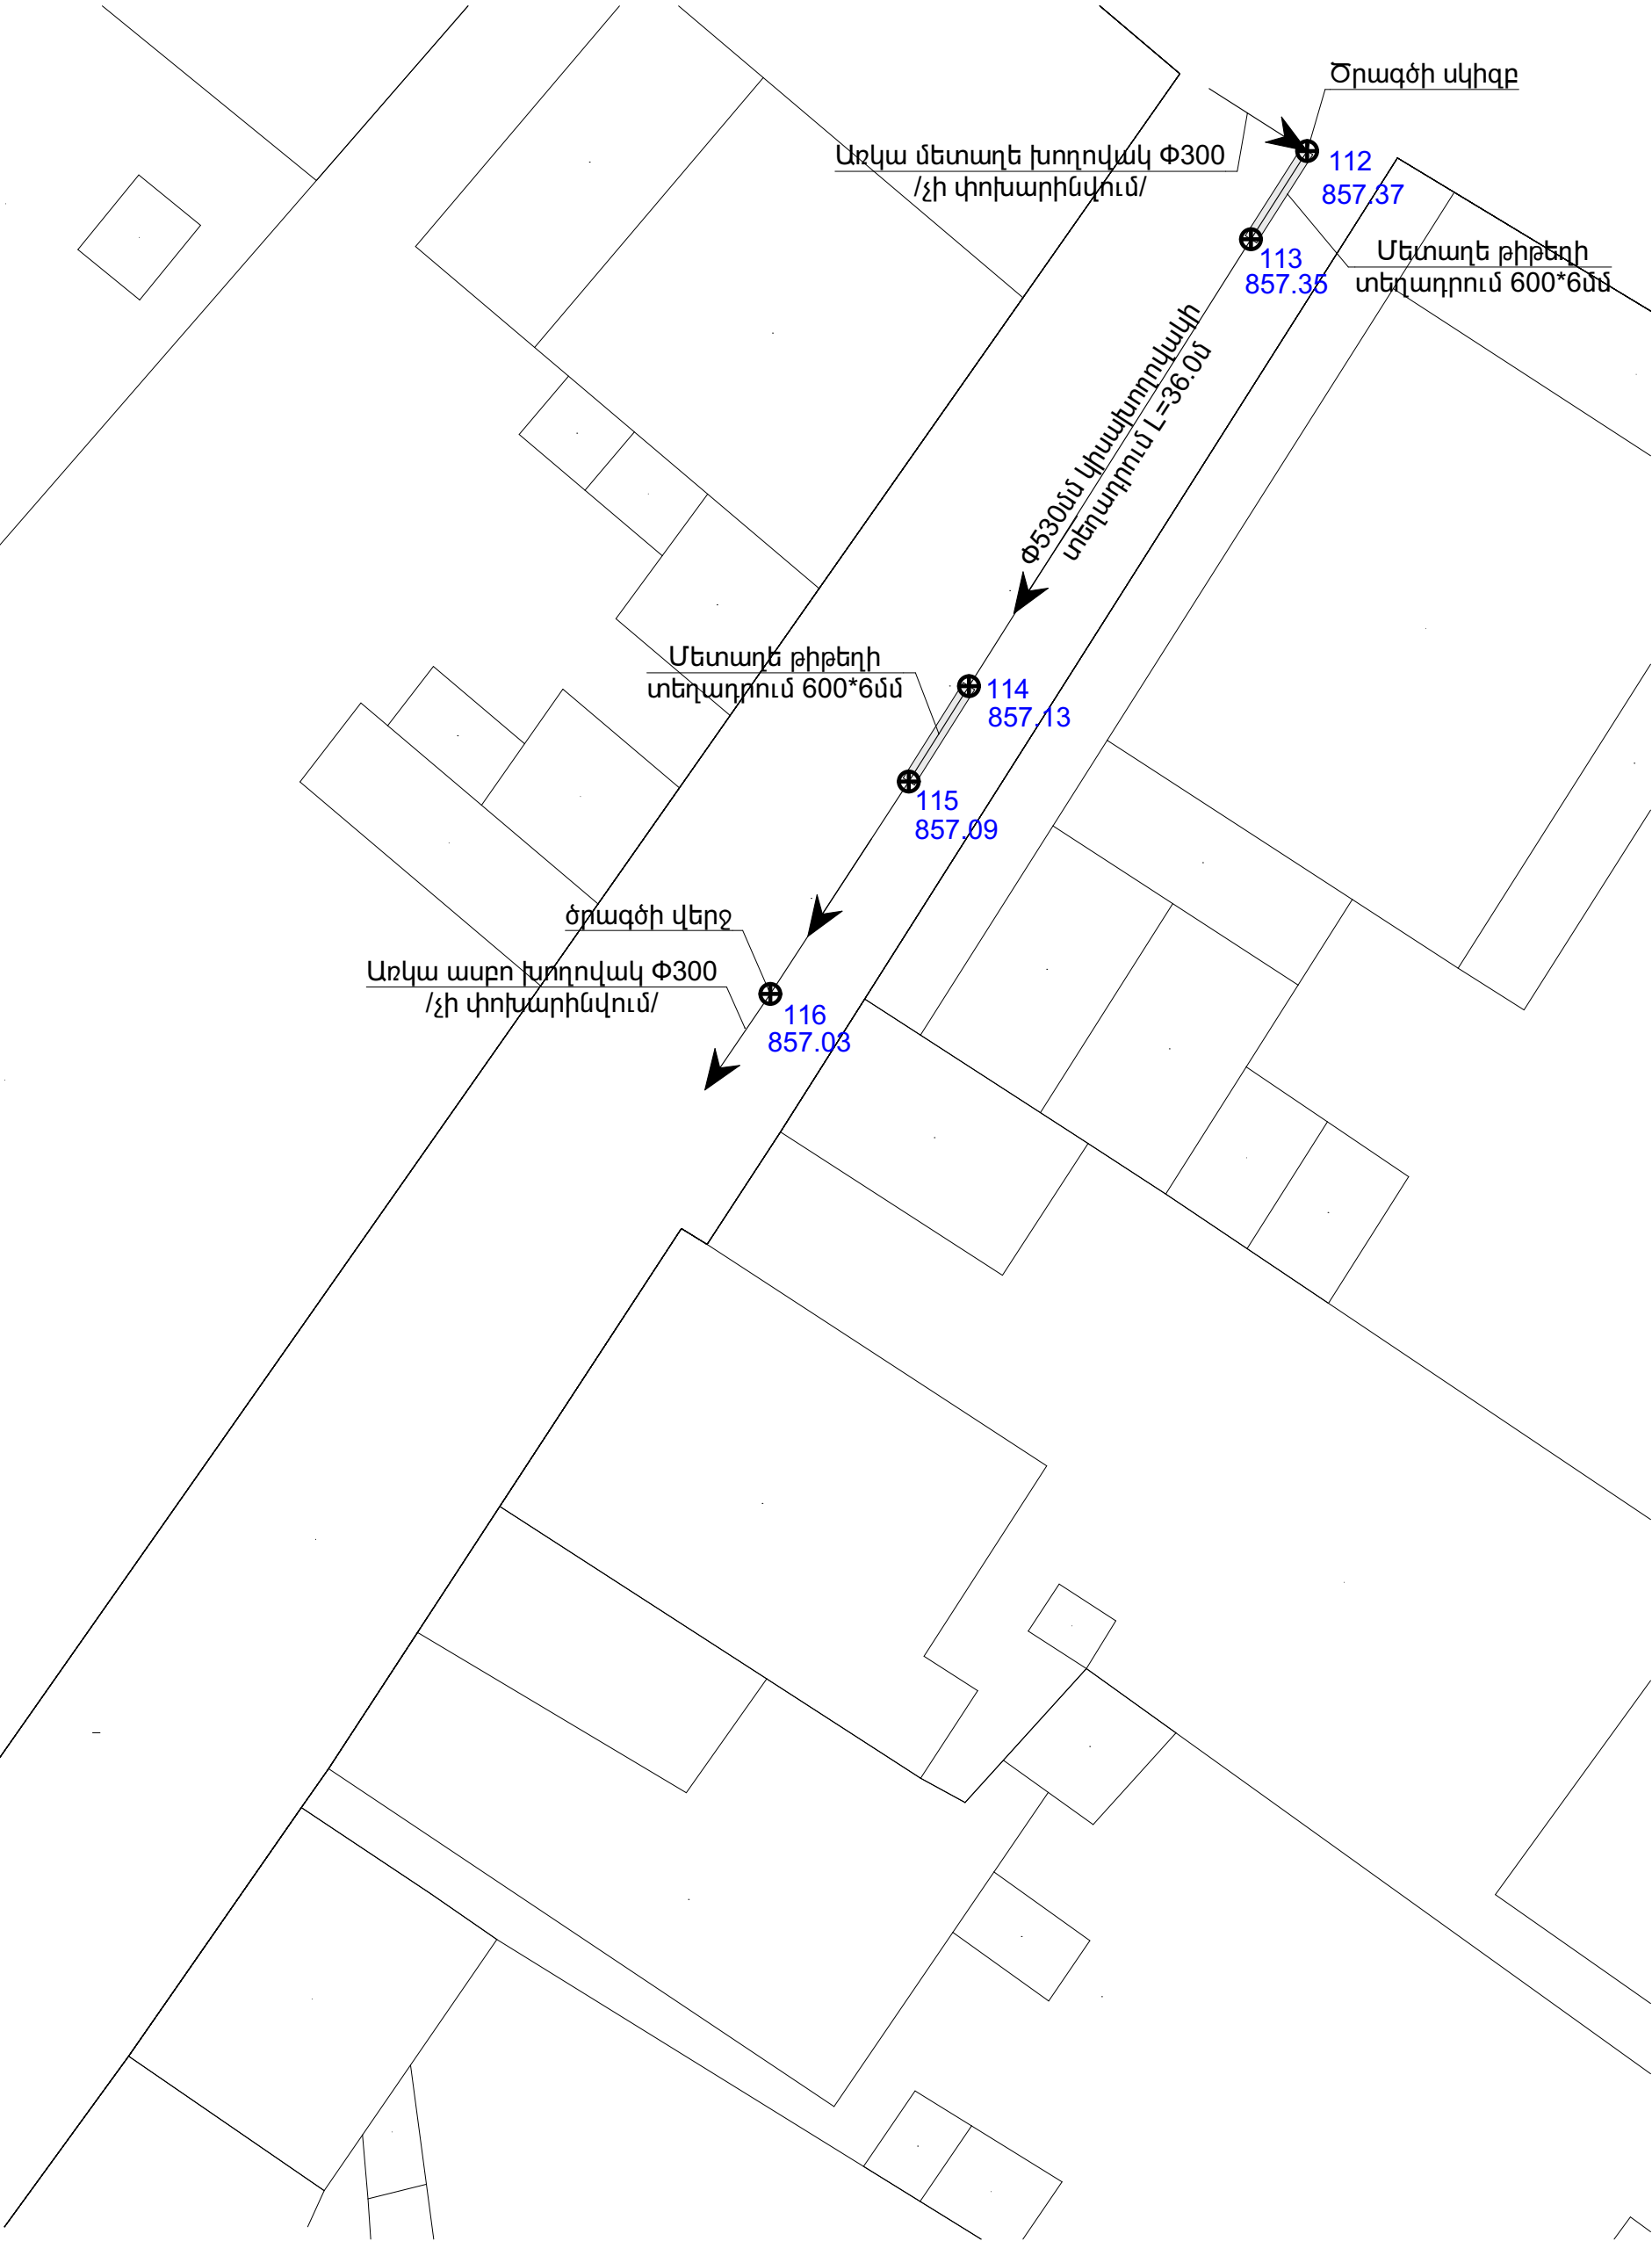 Ծրագծի սկիզբ
Առկա մետաղե խողովակ Փ300
/չի փոխարինվում/
112
857.37
Մետաղե թիթեղի
տեղադրում 600*6մմ
113
857.35
Փ530մմ կիսախողովակի
տեղադրում Լ=36.0մ
Մետաղե թիթեղի
տեղադրում 600*6մմ
114
857.13
115
857.09
ծրագծի վերջ
Առկա ասբո խողովակ Փ300
/չի փոխարինվում/
116
857.03